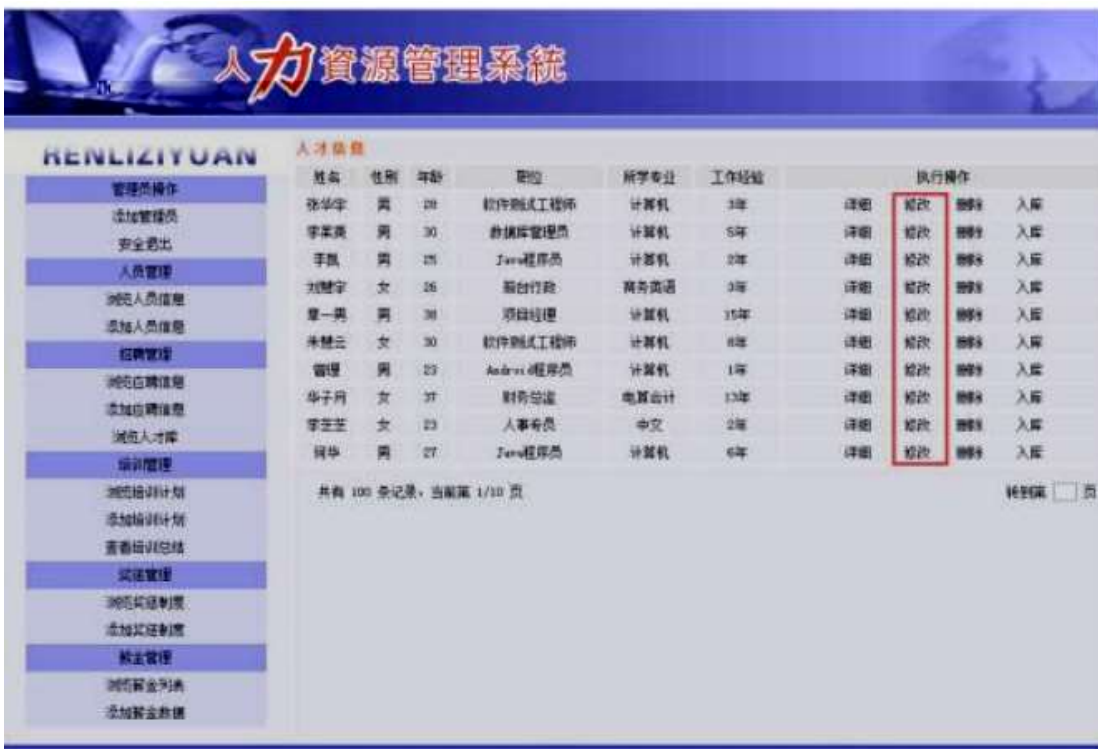 人力資源管理系統
RENLIZIYUAN
管理员操作
添加管理员
安全退出
人员管理
浏览人员信息
添加人员信息
招聘管理
浏览应聘信息
添加应聘信息
浏览人才库
培训管理
浏览培训计划
添加培训计划
查看培训总结
奖惩管理
浏览奖惩制度
添加奖惩制度
薪金管理
浏览薪金列表
添加薪金数据
人才信息
姓名 性别 年龄 职位 所学专业 工作经验 执行操作
张华宇 男 28 软件测试工程师 计算机 3年 详细 修改 删除 入库
李某爽 男 30 数据库管理员 计算机 5年 详细 修改 删除 入库
李凯 男 25 Java程序员 计算机 2年 详细 修改 删除 入库
刘慧宇 女 26 前台行政 商务英语 3年 详细 修改 删除 入库
章一男 男 38 项目经理 计算机 15年 详细 修改 删除 入库
朱慧云 女 30 软件测试工程师 计算机 8年 详细 修改 删除 入库
管理 男 23 Android程序员 计算机 1年 详细 修改 删除 入库
华子月 女 37 财务总监 电算会计 13年 详细 修改 删除 入库
李芝芝 女 23 人事专员 中文 2年 详细 修改 删除 入库
何华 男 27 Java程序员 计算机 6年 详细 修改 删除 入库
共有 100 条记录，当前第 1/10 页 转到第 页